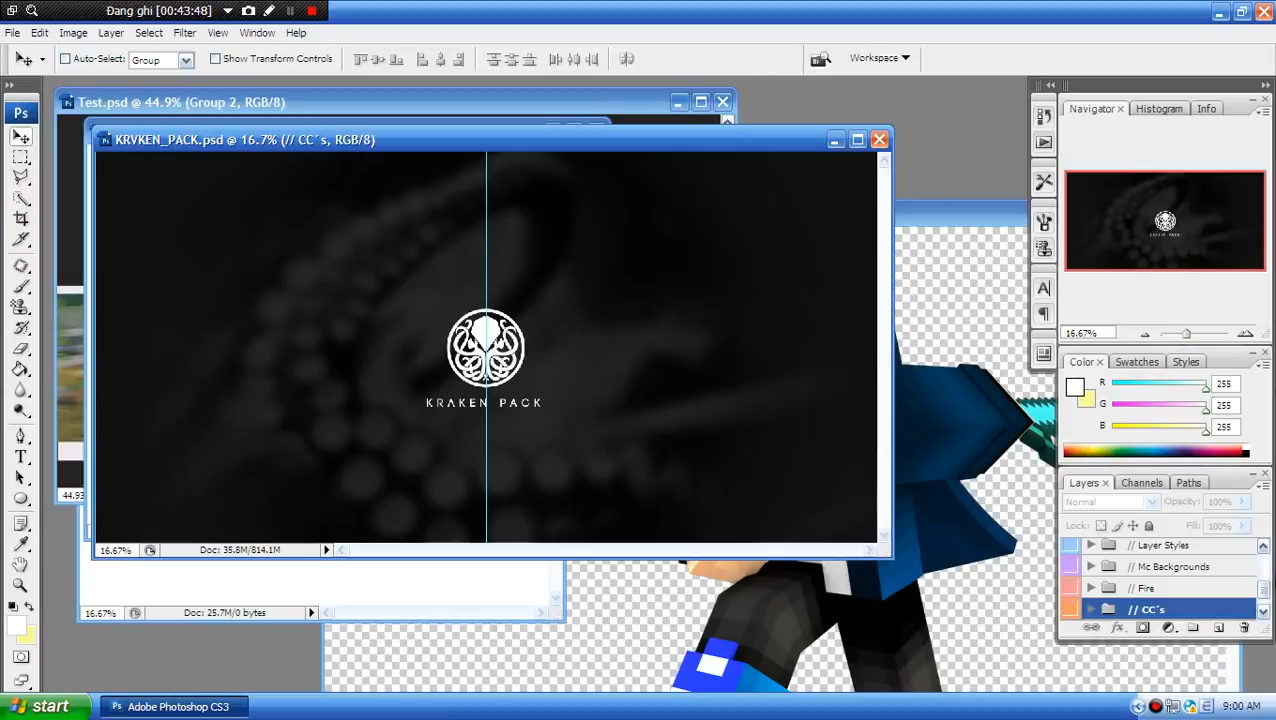 Đang ghi [00:43:48]
File Edit Image Layer Select Filter View Window Help
Auto-Select: Group Show Transform Controls Workspace
Test.psd @ 44.9% (Group 2, RGB/8)
KRVKEN_PACK.psd @ 16.7% (// CC´s, RGB/8)
Navigator Histogram Info
Ps
KRAKEN PACK
16.67%
Color Swatches Styles
R 255
G 255
B 255
Layers Channels Paths
Normal Opacity: 100%
Lock: Fill: 100%
// Layer Styles
// Mc Backgrounds
// Fire
// CC´s
44.93
16.67% Doc: 35.8M/814.1M
16.67% Doc: 25.7M/0 bytes
start Ps Adobe Photoshop CS3 9:00 AM